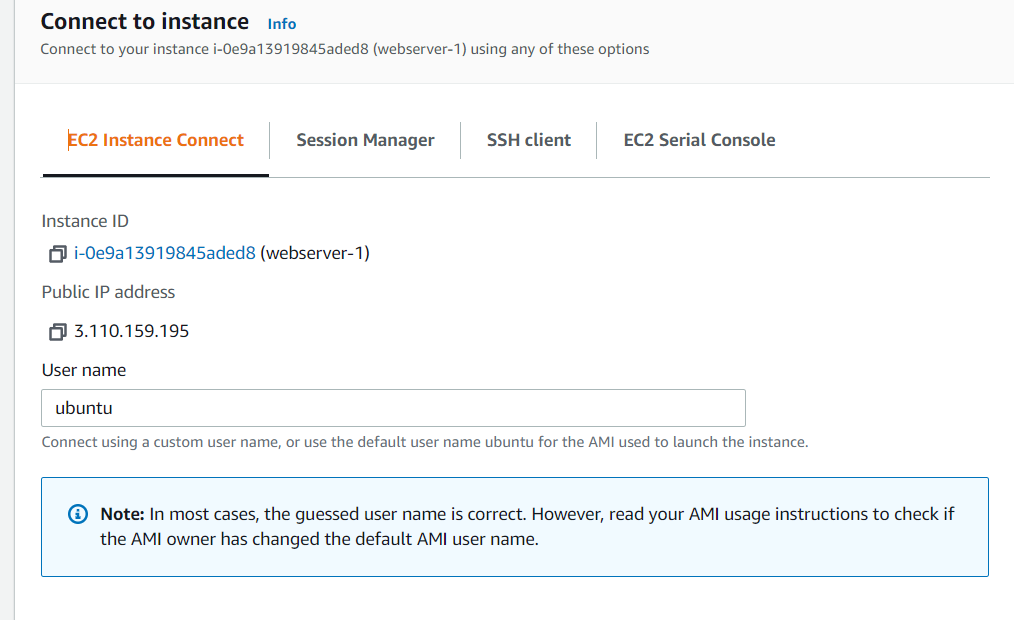 Connect to instance Info
Connect to your instance i-0e9a13919845aded8 (webserver-1) using any of these options
EC2 Instance Connect
Session Manager
SSH client
EC2 Serial Console
Instance ID
i-0e9a13919845aded8 (webserver-1)
Public IP address
3.110.159.195
User name
ubuntu
Connect using a custom user name, or use the default user name ubuntu for the AMI used to launch the instance.
Note: In most cases, the guessed user name is correct. However, read your AMI usage instructions to check if
the AMI owner has changed the default AMI user name.